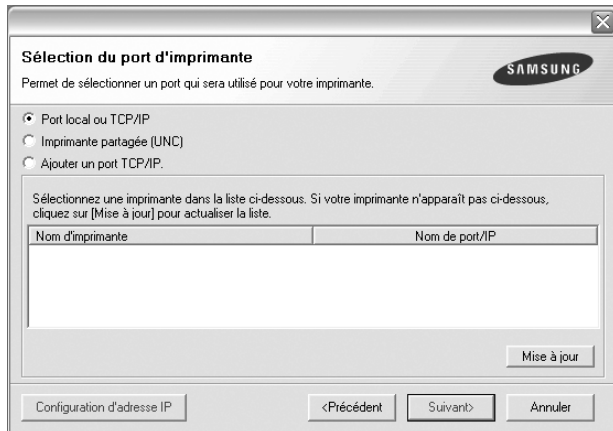 Sélection du port d'imprimante
Permet de sélectionner un port qui sera utilisé pour votre imprimante.
SAMSUNG
Port local ou TCP/IP
Imprimante partagée (UNC)
Ajouter un port TCP/IP.
Sélectionnez une imprimante dans la liste ci-dessous. Si votre imprimante n'apparaît pas ci-dessous,
cliquez sur [Mise à jour] pour actualiser la liste.
Nom d'imprimante Nom de port/IP
Mise à jour
Configuration d'adresse IP <Précédent Suivant> Annuler